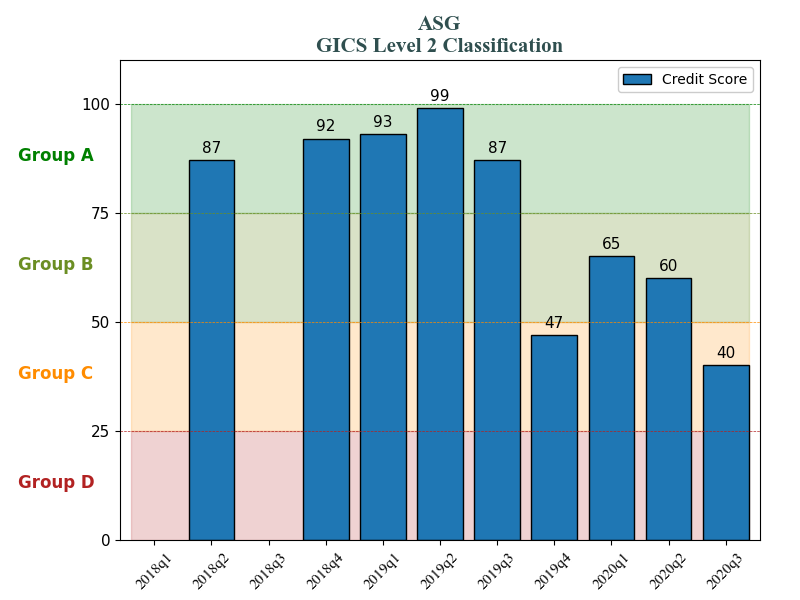 ASG
GICS Level 2 Classification
Credit Score
100
75
50
25
0
Group A
Group B
Group C
Group D
87
92
93
99
87
47
65
60
40
2018q1
2018q2
2018q3
2018q4
2019q1
2019q2
2019q3
2019q4
2020q1
2020q2
2020q3